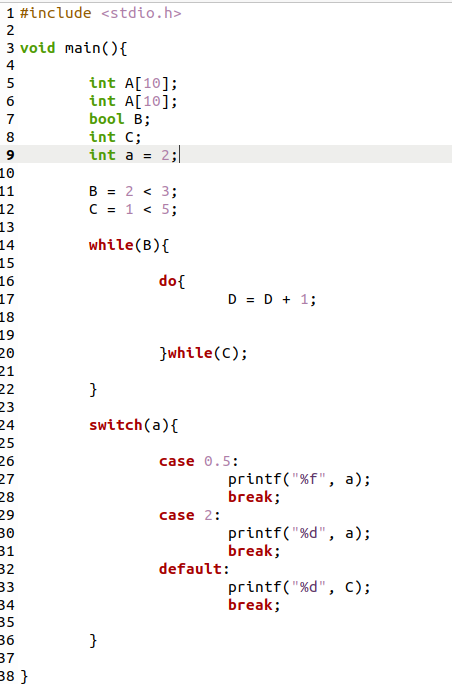 1 #include <stdio.h>
2
3 void main(){
4
5 int A[10];
6 int A[10];
7 bool B;
8 int C;
9 int a = 2;
10
11 B = 2 < 3;
12 C = 1 < 5;
13
14 while(B){
15
16 do{
17 D = D + 1;
18
19
20 }while(C);
21
22 }
23
24 switch(a){
25
26 case 0.5:
27 printf("%f", a);
28 break;
29 case 2:
30 printf("%d", a);
31 break;
32 default:
33 printf("%d", C);
34 break;
35
36 }
37
38 }